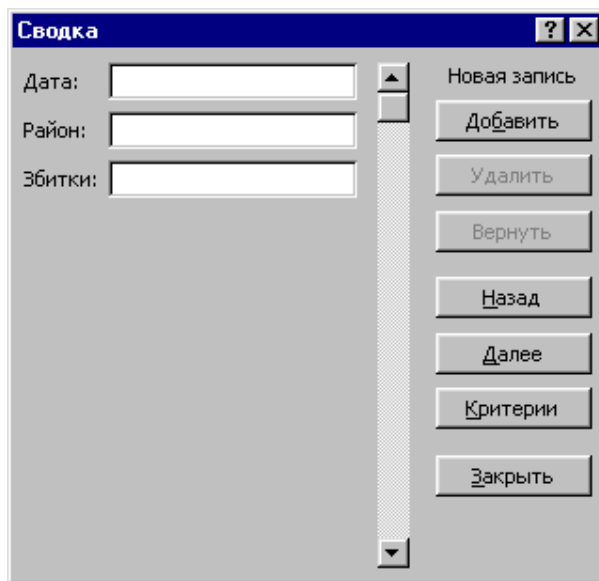 Сводка
Дата:
Район:
Збитки:
Новая запись
Добавить
Удалить
Вернуть
Назад
Далее
Критерии
Закрыть